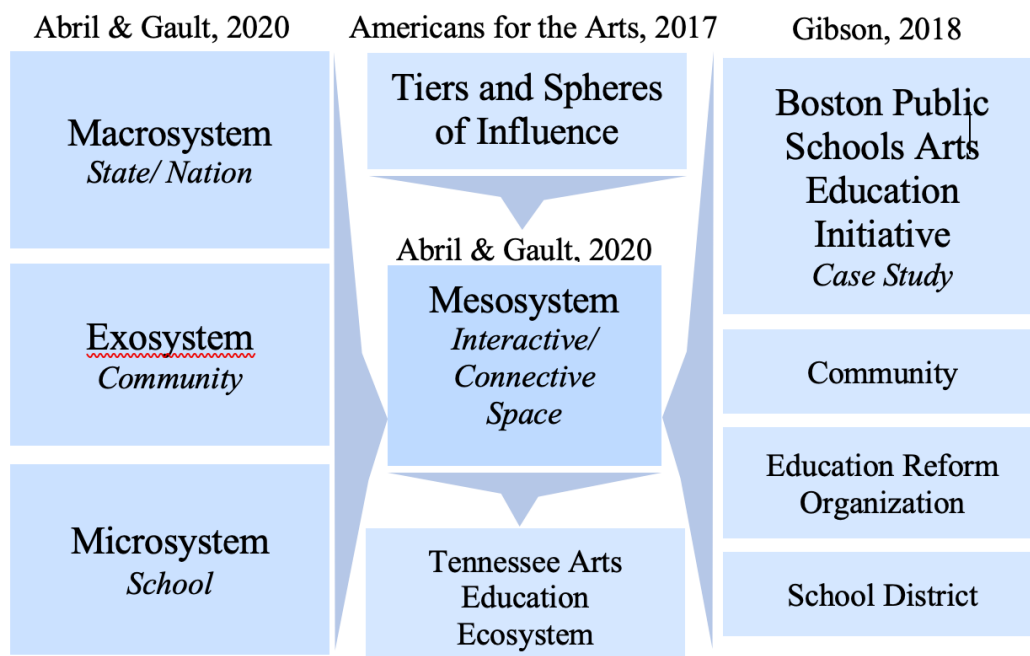 Abril & Gault, 2020
Macrosystem
State/ Nation
Exosystem
Community
Microsystem
School
Americans for the Arts, 2017
Tiers and Spheres
of Influence
Abril & Gault, 2020
Mesosystem
Interactive/
Connective
Space
Tennessee Arts
Education
Ecosystem
Gibson, 2018
Boston Public
Schools Arts
Education
Initiative
Case Study
Community
Education Reform
Organization
School District